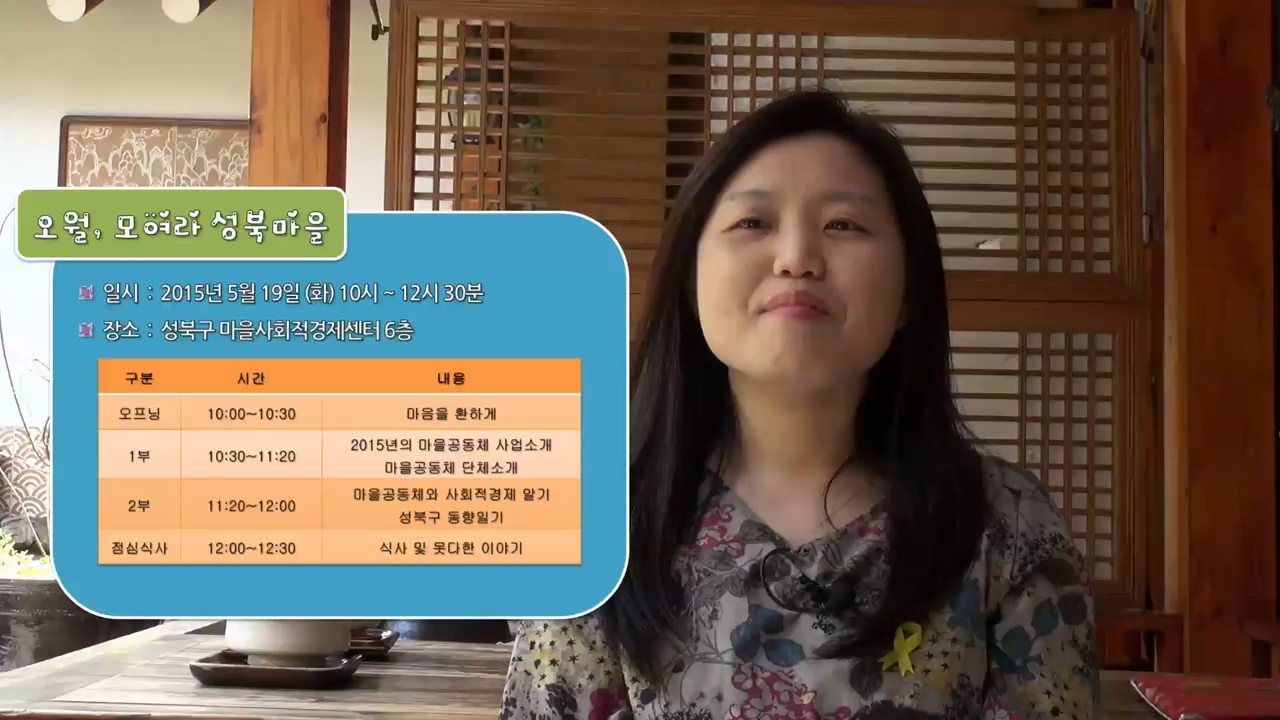 오월, 모여라 성북마을
일시 : 2015년 5월 19일 (화) 10시 ~ 12시 30분
장소 : 성북구 마을사회적경제센터 6층
구분 시간 내용
오프닝 10:00~10:30 마음을 환하게
1부 10:30~11:20 2015년의 마을공동체 사업소개
마을공동체 단체소개
2부 11:20~12:00 마을공동체와 사회적경제 알기
성북구 동향일기
점심식사 12:00~12:30 식사 및 못다한 이야기